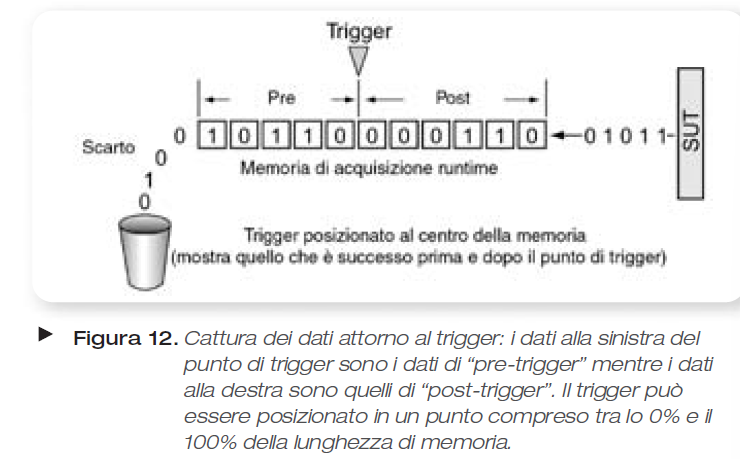 Trigger
Pre
Post
Scarto
0
1 0 1 1 0 0 0 0 1 1 0
0 1 0 1 1
SUT
0
1
0
Memoria di acquisizione runtime
Trigger posizionato al centro della memoria
(mostra quello che è successo prima e dopo il punto di trigger)
Figura 12. Cattura dei dati attorno al trigger: i dati alla sinistra del
punto di trigger sono i dati di “pre-trigger” mentre i dati
alla destra sono quelli di “post-trigger”. Il trigger può
essere posizionato in un punto compreso tra lo 0% e il
100% della lunghezza di memoria.